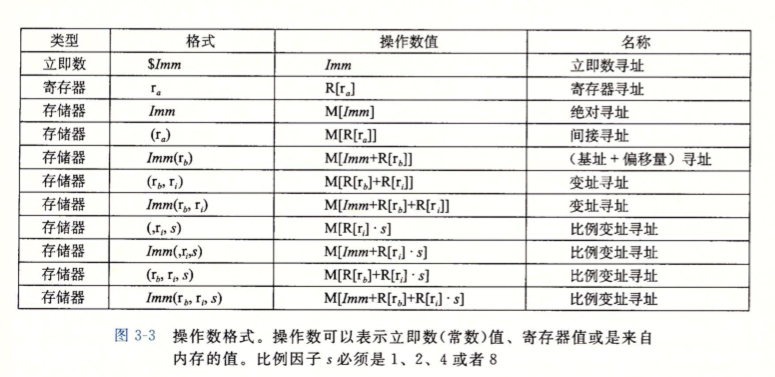 类型 格式 操作数值 名称
立即数 $Imm Imm 立即数寻址
寄存器 rₐ R[rₐ] 寄存器寻址
存储器 Imm M[Imm] 绝对寻址
存储器 (rₐ) M[R[rₐ]] 间接寻址
存储器 Imm(r_b) M[Imm+R[r_b]] （基址+偏移量）寻址
存储器 (r_b, r_i) M[R[r_b]+R[r_i]] 变址寻址
存储器 Imm(r_b, r_i) M[Imm+R[r_b]+R[r_i]] 变址寻址
存储器 (,r_i, s) M[R[r_i]·s] 比例变址寻址
存储器 Imm(,r_i,s) M[Imm+R[r_i]·s] 比例变址寻址
存储器 (r_b, r_i, s) M[R[r_b]+R[r_i]·s] 比例变址寻址
存储器 Imm(r_b, r_i, s) M[Imm+R[r_b]+R[r_i]·s] 比例变址寻址
图 3-3 操作数格式。操作数可以表示立即数(常数)值、寄存器值或是来自
内存的值。比例因子 s 必须是 1、2、4 或者 8